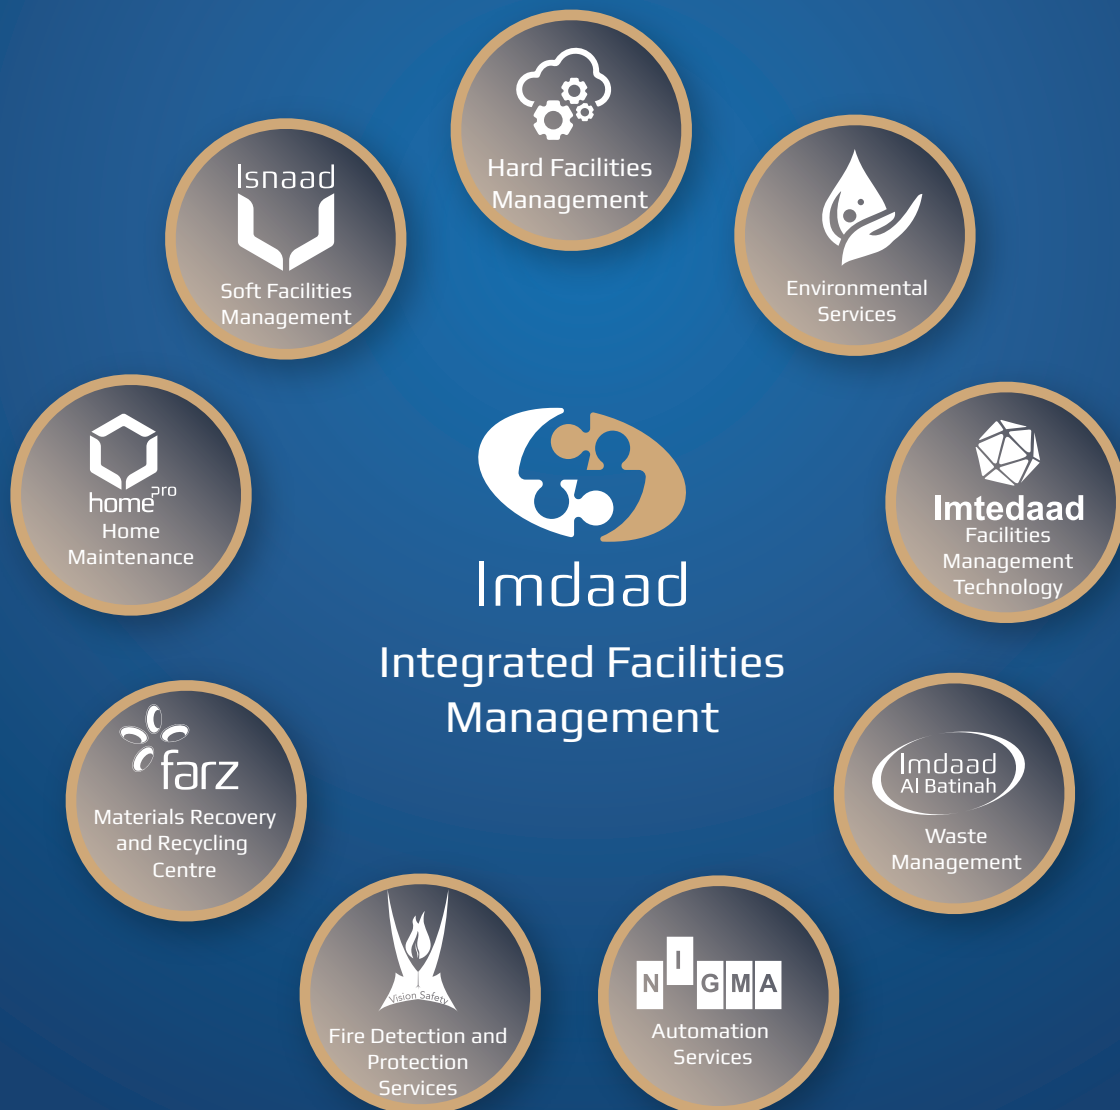 Hard Facilities
Management
Isnaad
Soft Facilities
Management
Environmental
Services
home pro
Home
Maintenance
Imtedaad
Facilities
Management
Technology
Imdaad
Integrated Facilities
Management
farz
Materials Recovery
and Recycling
Centre
Imdaad
Al Batinah
Waste
Management
Vision Safety
Fire Detection and
Protection
Services
NIGMA
Automation
Services